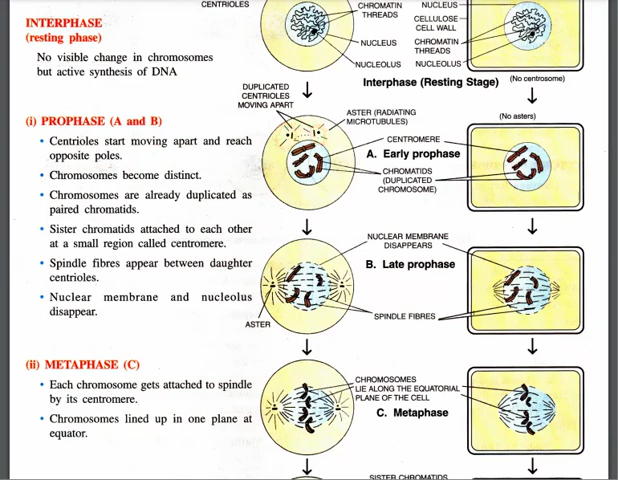 CENTRIOLES
INTERPHASE
(resting phase)
No visible change in chromosomes
but active synthesis of DNA
CHROMATIN
THREADS
NUCLEUS
NUCLEOLUS
NUCLEUS
CELLULOSE
CELL WALL
CHROMATIN
THREADS
NUCLEOLUS
Interphase (Resting Stage)
(No centrosome)
DUPLICATED
CENTRIOLES
MOVING APART
ASTER (RADIATING
MICROTUBULES)
(No asters)
(i) PROPHASE (A and B)
• Centrioles start moving apart and reach
opposite poles.
• Chromosomes become distinct.
• Chromosomes are already duplicated as
paired chromatids.
• Sister chromatids attached to each other
at a small region called centromere.
• Spindle fibres appear between daughter
centrioles.
• Nuclear membrane and nucleolus
disappear.
CENTROMERE
A. Early prophase
CHROMATIDS
(DUPLICATED
CHROMOSOME)
NUCLEAR MEMBRANE
DISAPPEARS
B. Late prophase
SPINDLE FIBRES
ASTER
(ii) METAPHASE (C)
• Each chromosome gets attached to spindle
by its centromere.
• Chromosomes lined up in one plane at
equator.
CHROMOSOMES
LIE ALONG THE EQUATORIAL
PLANE OF THE CELL
C. Metaphase
SISTER CHROMATIDS